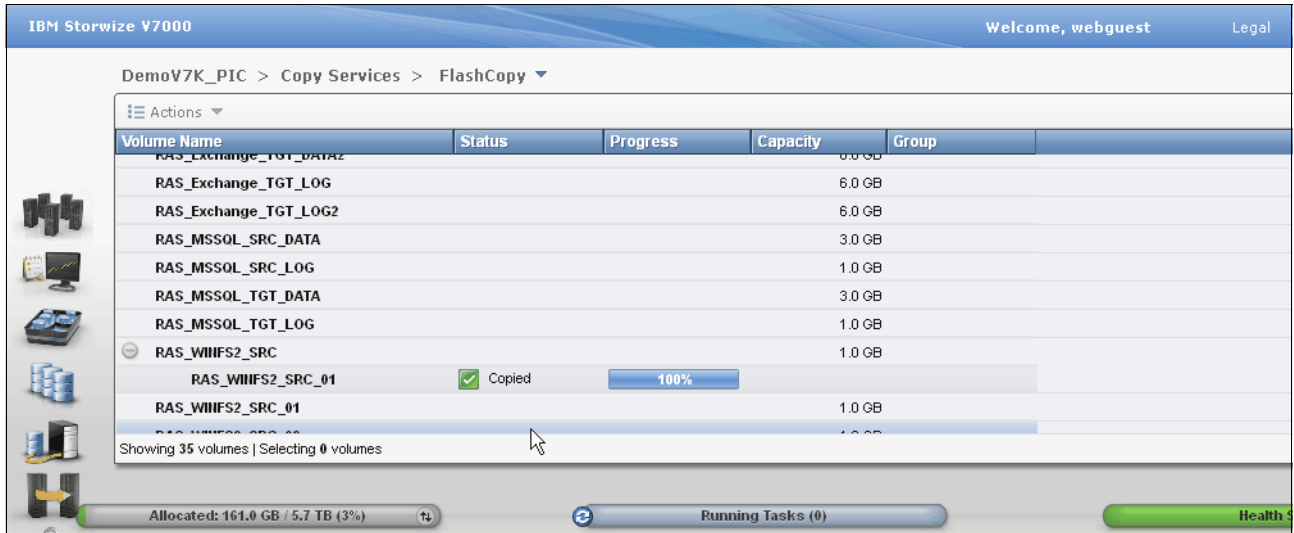 IBM Storwize V7000 Welcome, webguest Legal
DemoV7K_PIC > Copy Services > FlashCopy
Actions
Volume Name Status Progress Capacity Group
RAS_Exchange_TGT_DATA2
RAS_Exchange_TGT_LOG 6.0 GB
RAS_Exchange_TGT_LOG2 6.0 GB
RAS_MSSQL_SRC_DATA 3.0 GB
RAS_MSSQL_SRC_LOG 1.0 GB
RAS_MSSQL_TGT_DATA 3.0 GB
RAS_MSSQL_TGT_LOG 1.0 GB
RAS_WINFS2_SRC 1.0 GB
RAS_WINFS2_SRC_01 Copied 100%
RAS_WINFS2_SRC_01 1.0 GB
Showing 35 volumes | Selecting 0 volumes
Allocated: 161.0 GB / 5.7 TB (3%) Running Tasks (0) Health